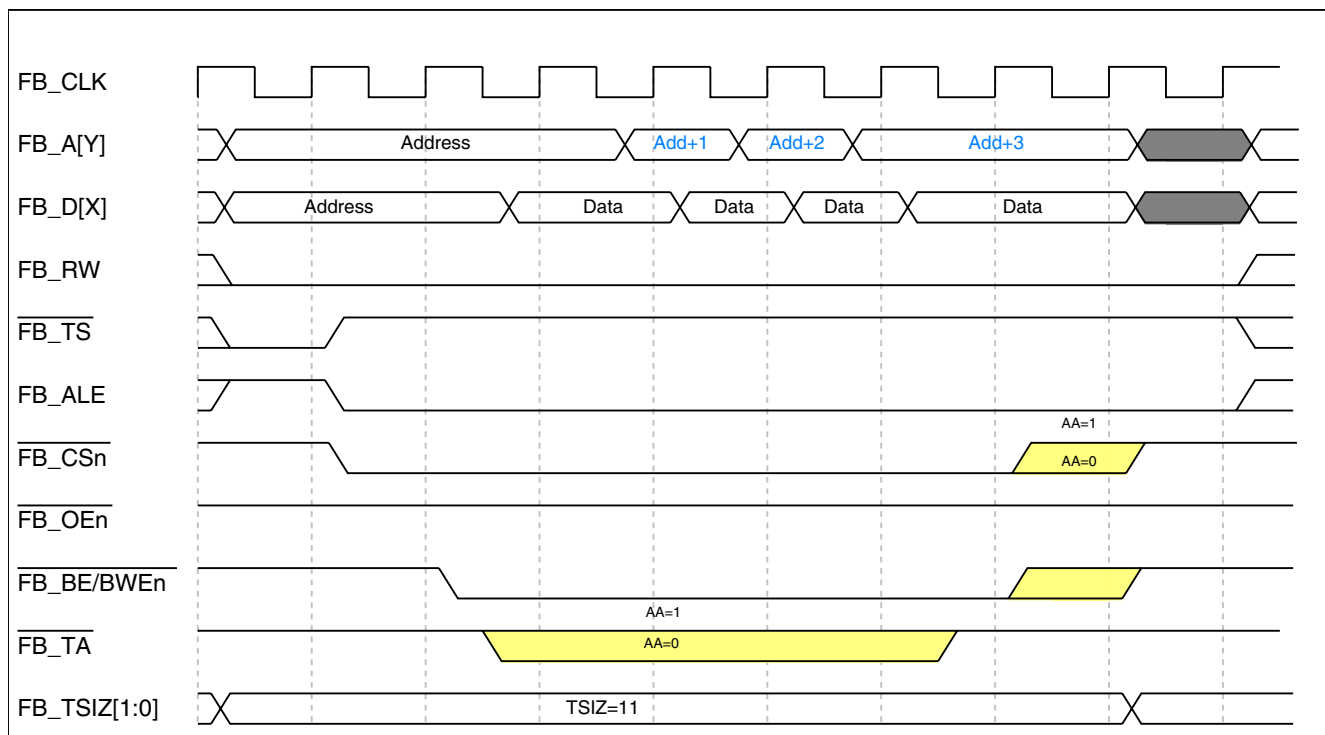 FB_CLK
FB_A[Y] Address Add+1 Add+2 Add+3
FB_D[X] Address Data Data Data Data
FB_RW
FB_TS
FB_ALE
AA=1
FB_CSn AA=0
FB_OEn
FB_BE/BWEn
AA=1
FB_TA AA=0
FB_TSIZ[1:0] TSIZ=11